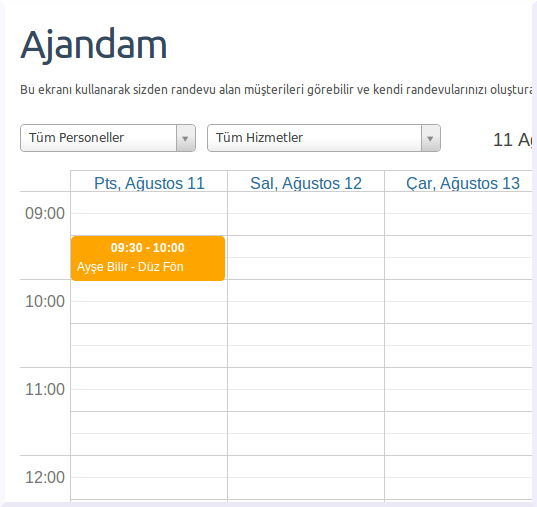 Ajandam
Bu ekranı kullanarak sizden randevu alan müşterileri görebilir ve kendi randevularınızı
Tüm Personeller
Tüm Hizmetler
11
Pts, Ağustos 11
Sal, Ağustos 12
Çar, Ağustos 13
09:00
09:30 - 10:00
Ayşe Bilir - Düz Fön
10:00
11:00
12:00